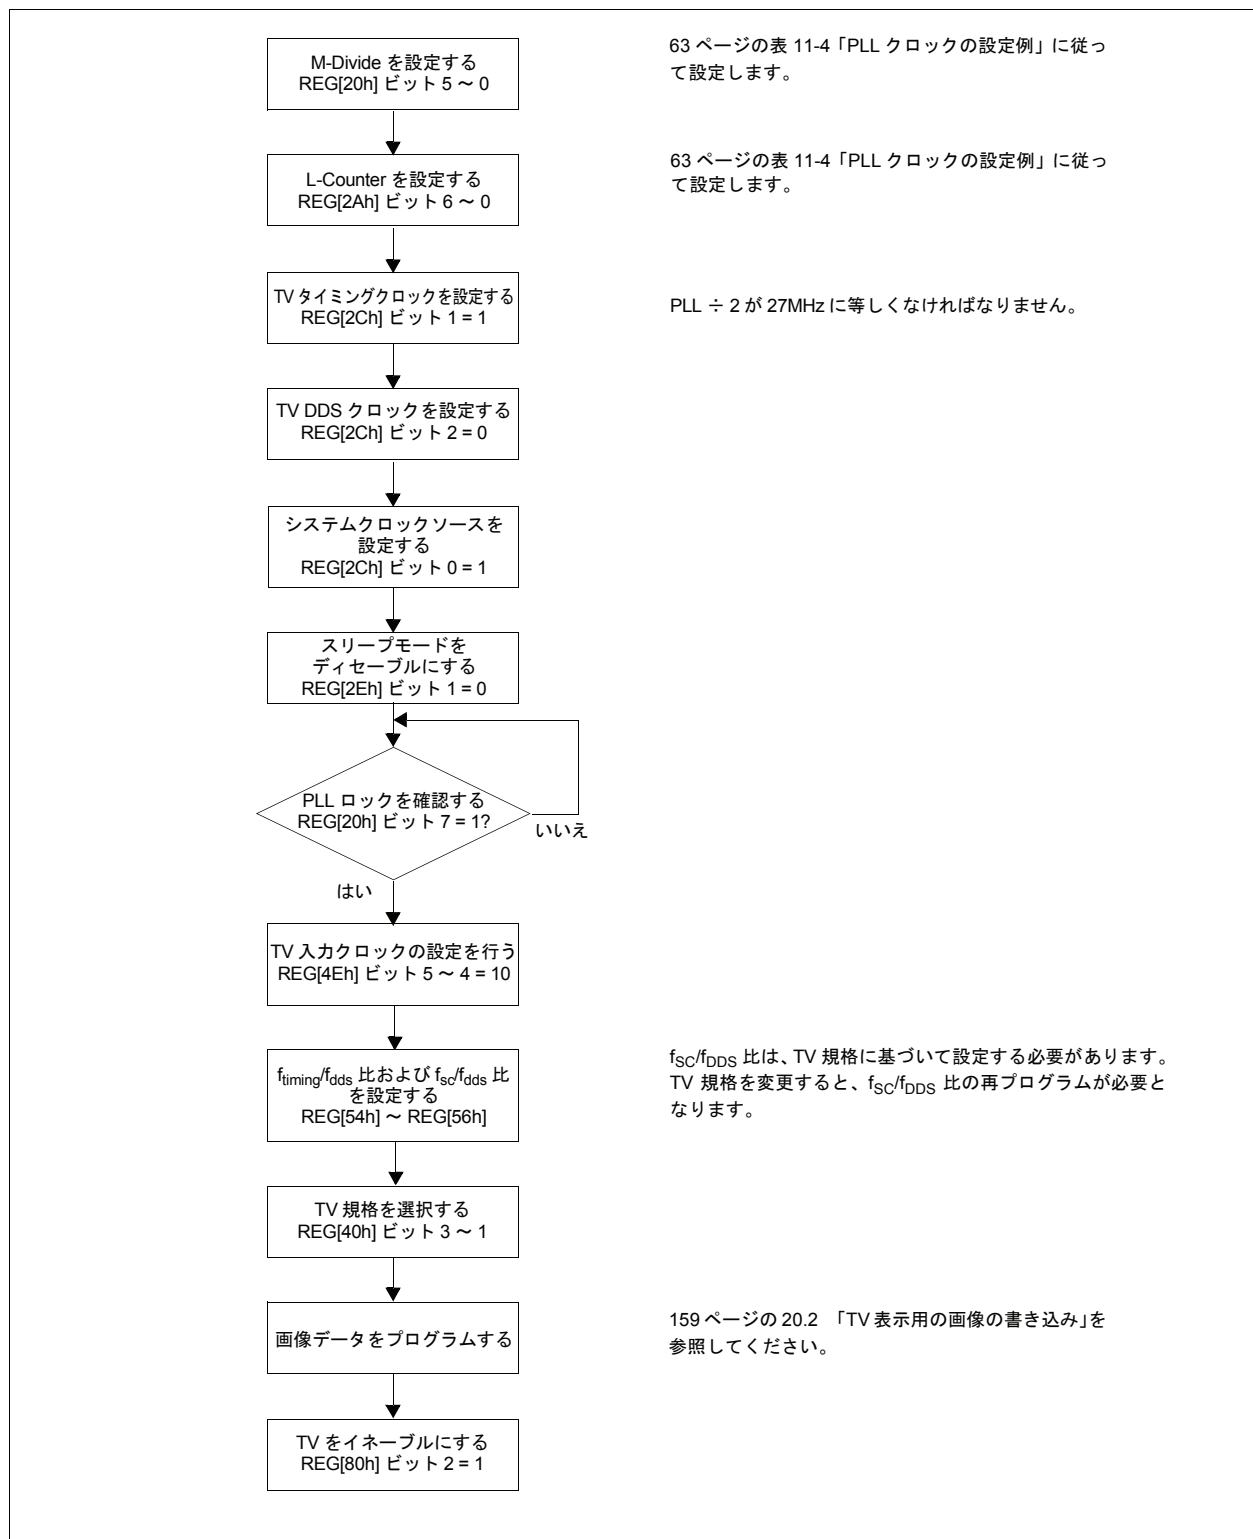 M-Divide を設定する
REG[20h] ビット 5 ~ 0
63 ページの表 11-4「PLL クロックの設定例」に従っ
て設定します。
L-Counter を設定する
REG[2Ah] ビット 6 ~ 0
63 ページの表 11-4「PLL クロックの設定例」に従っ
て設定します。
TV タイミングクロックを設定する
REG[2Ch] ビット 1 = 1
PLL ÷ 2 が 27MHz に等しくなければなりません。
TV DDS クロックを設定する
REG[2Ch] ビット 2 = 0
システムクロックソースを
設定する
REG[2Ch] ビット 0 = 1
スリープモードを
ディセーブルにする
REG[2Eh] ビット 1 = 0
PLL ロックを確認する
REG[20h] ビット 7 = 1?
いいえ
はい
TV 入力クロックの設定を行う
REG[4Eh] ビット 5 ~ 4 = 10
ftiming/fdds 比および fsc/fdds 比
を設定する
REG[54h] ~ REG[56h]
fSC/fDDS 比は、TV 規格に基づいて設定する必要があります。
TV 規格を変更すると、fSC/fDDS 比の再プログラムが必要と
なります。
TV 規格を選択する
REG[40h] ビット 3 ~ 1
画像データをプログラムする
159 ページの 20.2 「TV 表示用の画像の書き込み」を
参照してください。
TV をイネーブルにする
REG[80h] ビット 2 = 1